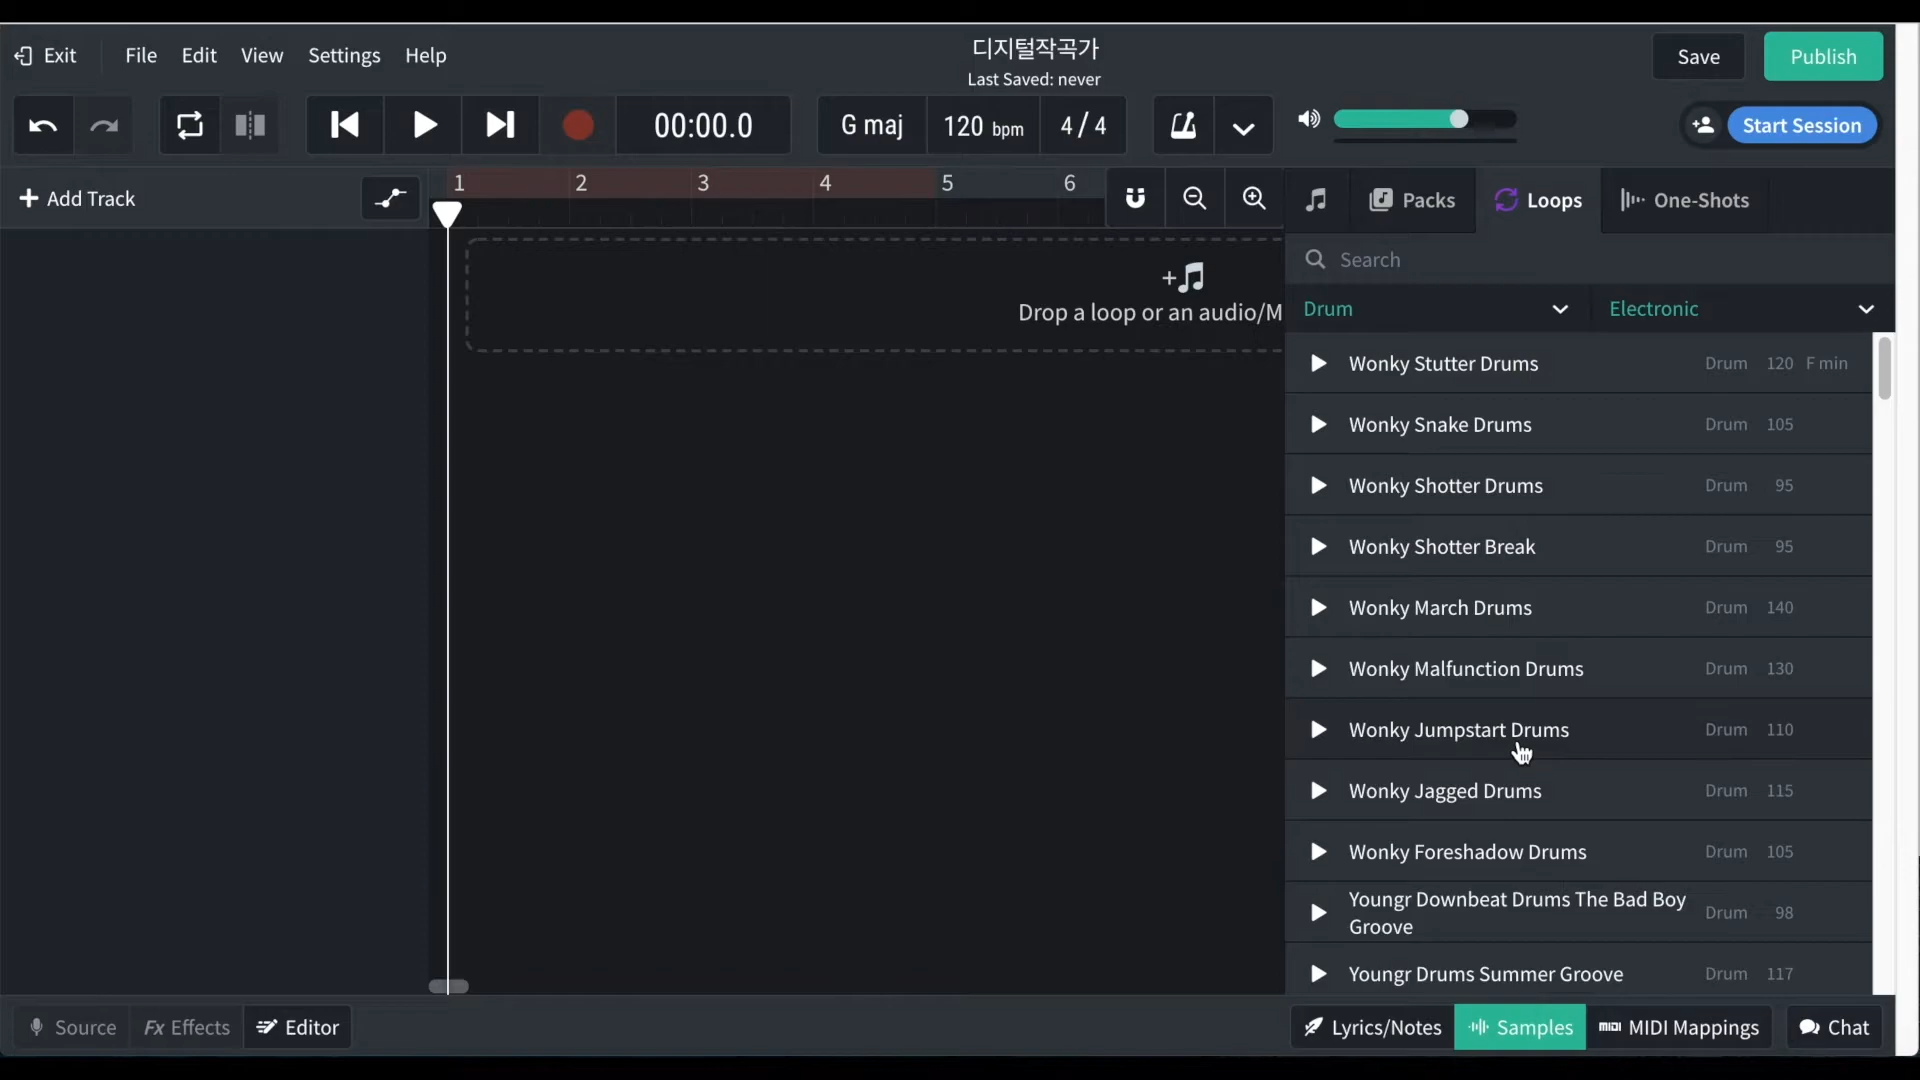 Exit File Edit View Settings Help
디지털작곡가
Last Saved: never
Save Publish
00:00.0 G maj 120 bpm 4 / 4
Start Session
+ Add Track
1 2 3 4 5 6
Packs Loops One-Shots
Search
Drop a loop or an audio/M
Drum Electronic
Wonky Stutter Drums Drum 120 F min
Wonky Snake Drums Drum 105
Wonky Shotter Drums Drum 95
Wonky Shotter Break Drum 95
Wonky March Drums Drum 140
Wonky Malfunction Drums Drum 130
Wonky Jumpstart Drums Drum 110
Wonky Jagged Drums Drum 115
Wonky Foreshadow Drums Drum 105
Youngr Downbeat Drums The Bad Boy
Groove Drum 98
Youngr Drums Summer Groove Drum 117
Source Fx Effects Editor
Lyrics/Notes Samples MIDI MIDI Mappings Chat